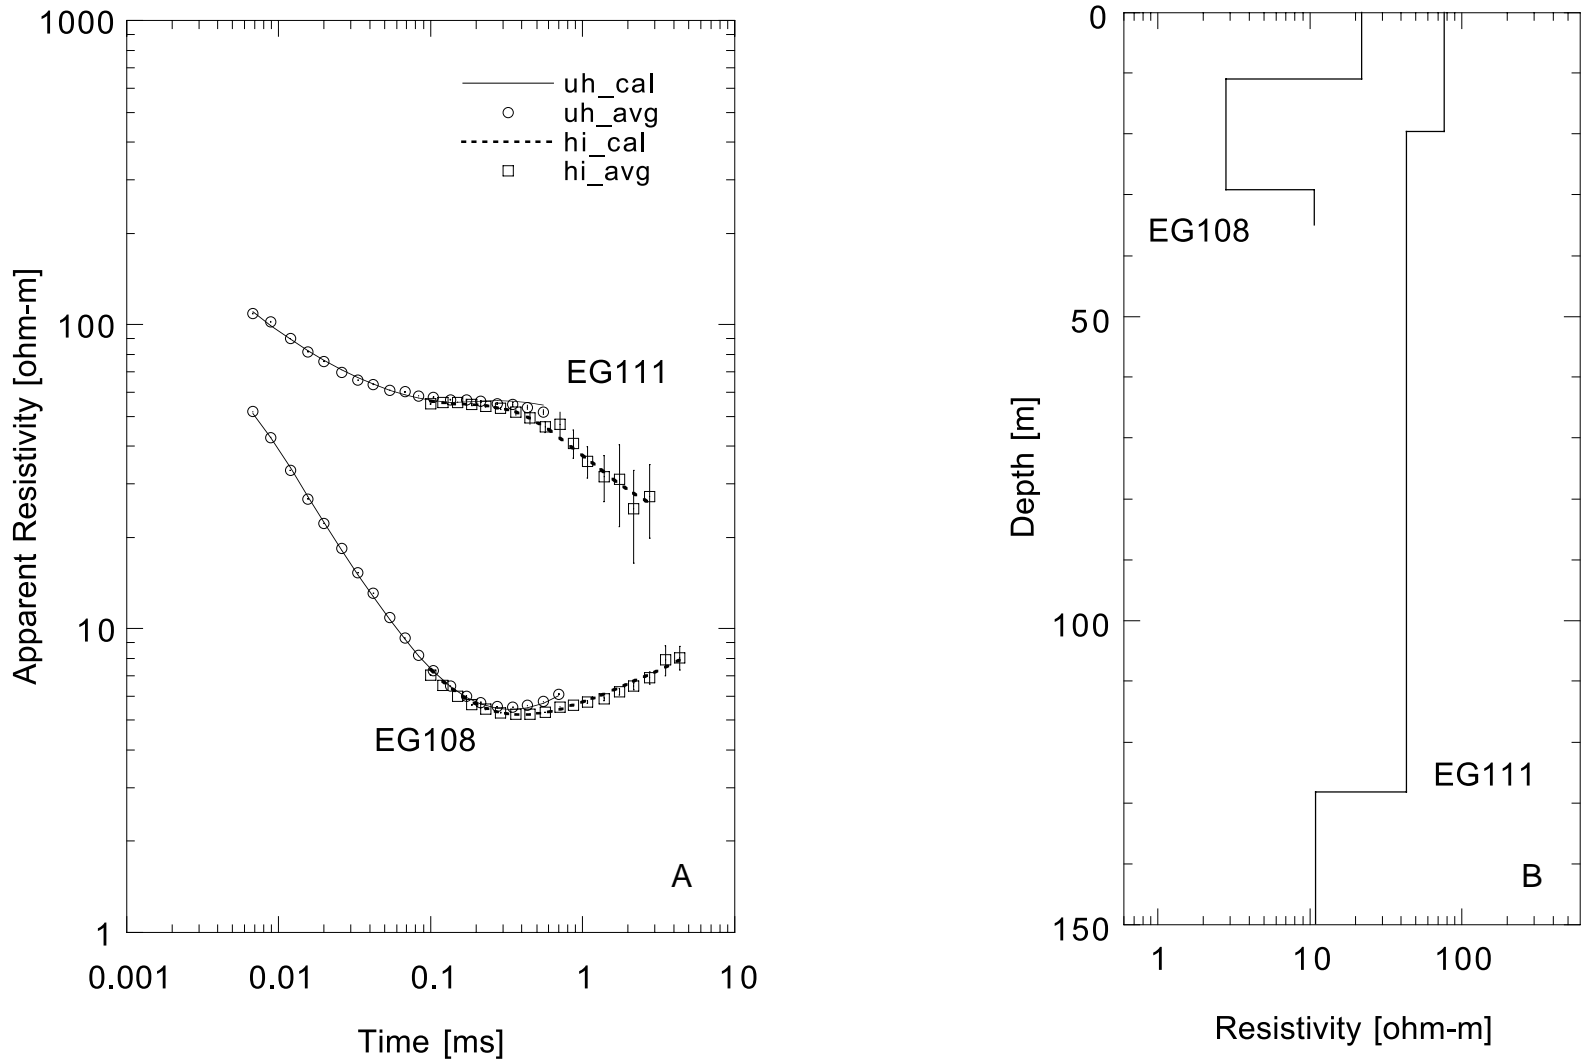 1000
100
10
1
Apparent Resistivity [ohm-m]
uh_cal
uh_avg
hi_cal
hi_avg
EG111
EG108
A
0.001 0.01 0.1 1 10
Time [ms]
0
50
100
150
Depth [m]
EG108
EG111
B
1 10 100
Resistivity [ohm-m]